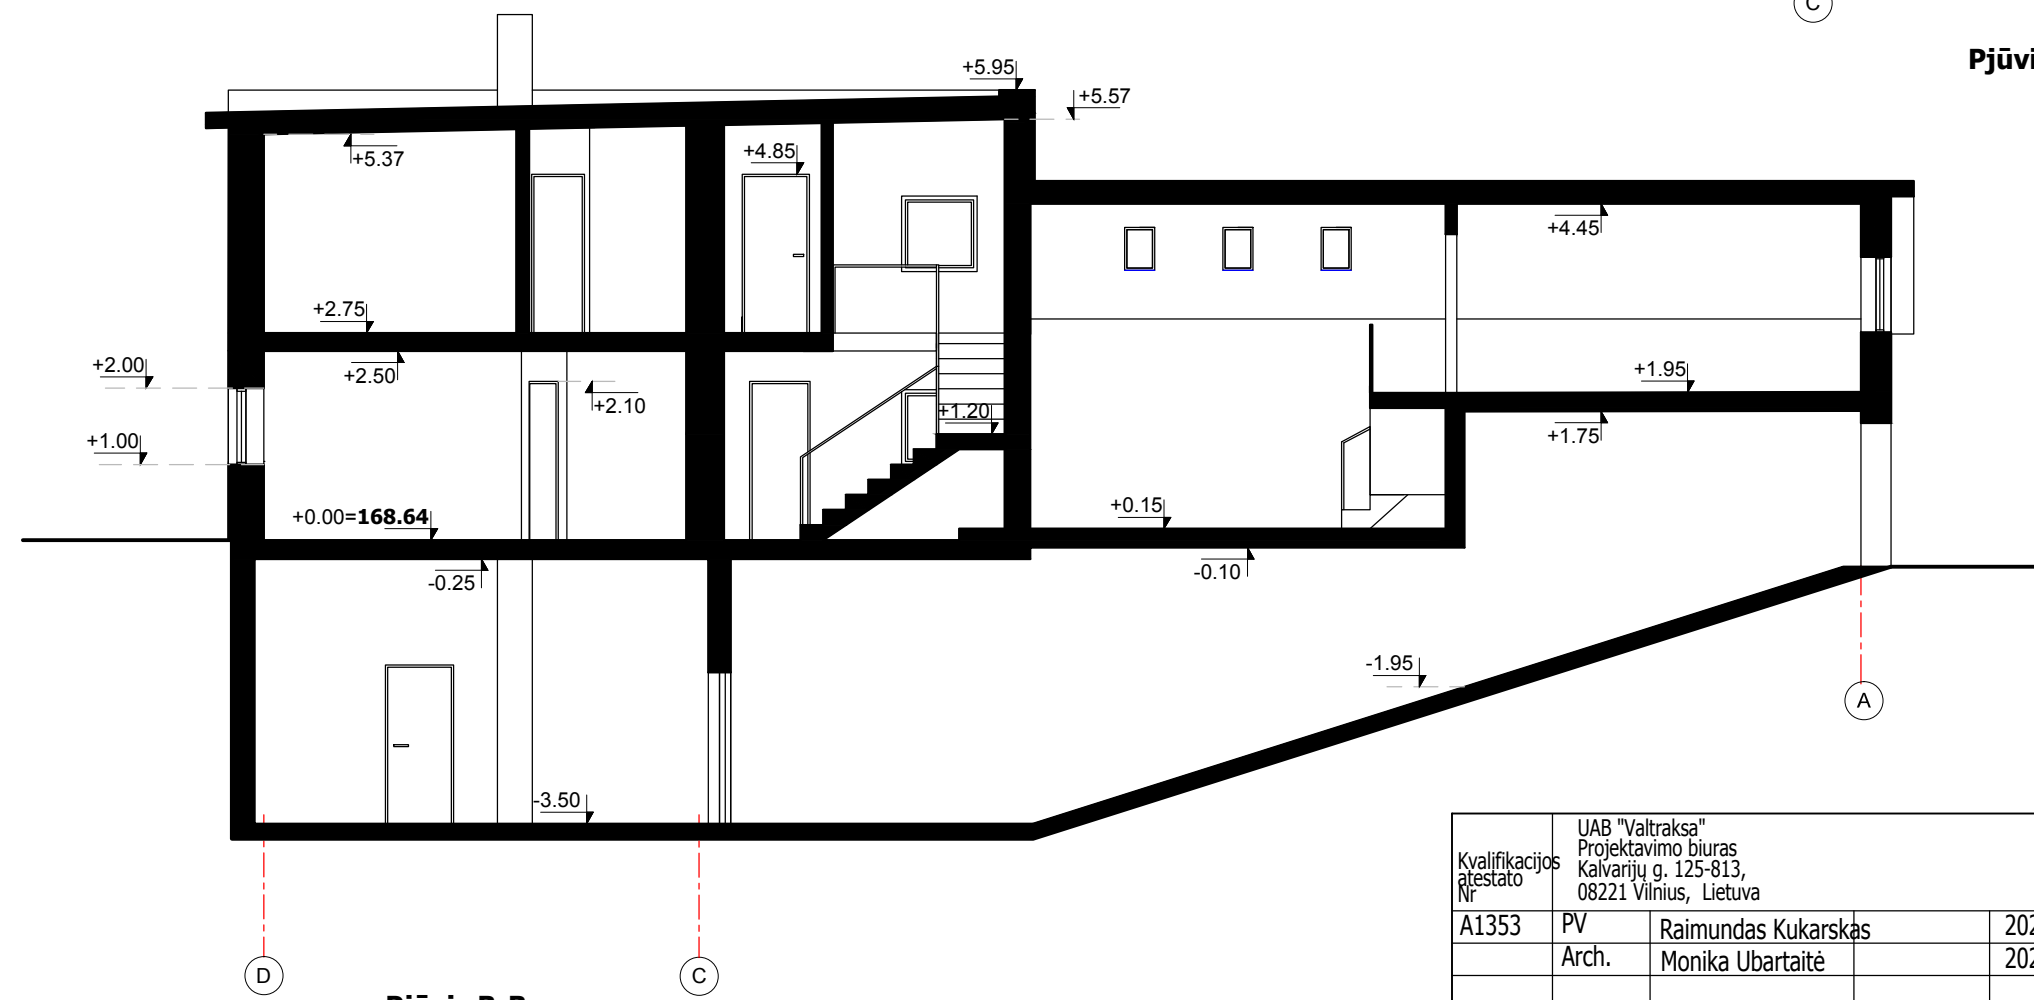 C
Pjūvi
+5.95
+5.57
+5.37
+4.85
+4.45
+2.75
+2.50
+2.00
+2.10
+1.95
+1.20
+1.75
+1.00
+0.00=168.64
+0.15
-0.25
-0.10
-1.95
A
-3.50
D
C
UAB "Valtraksa"
Projektavimo biuras
Kalvarijų g. 125-813,
08221 Vilnius, Lietuva
Kvalifikacijos
atestato
Nr
A1353 PV Raimundas Kukarskas 202
Arch. Monika Ubartaitė 202